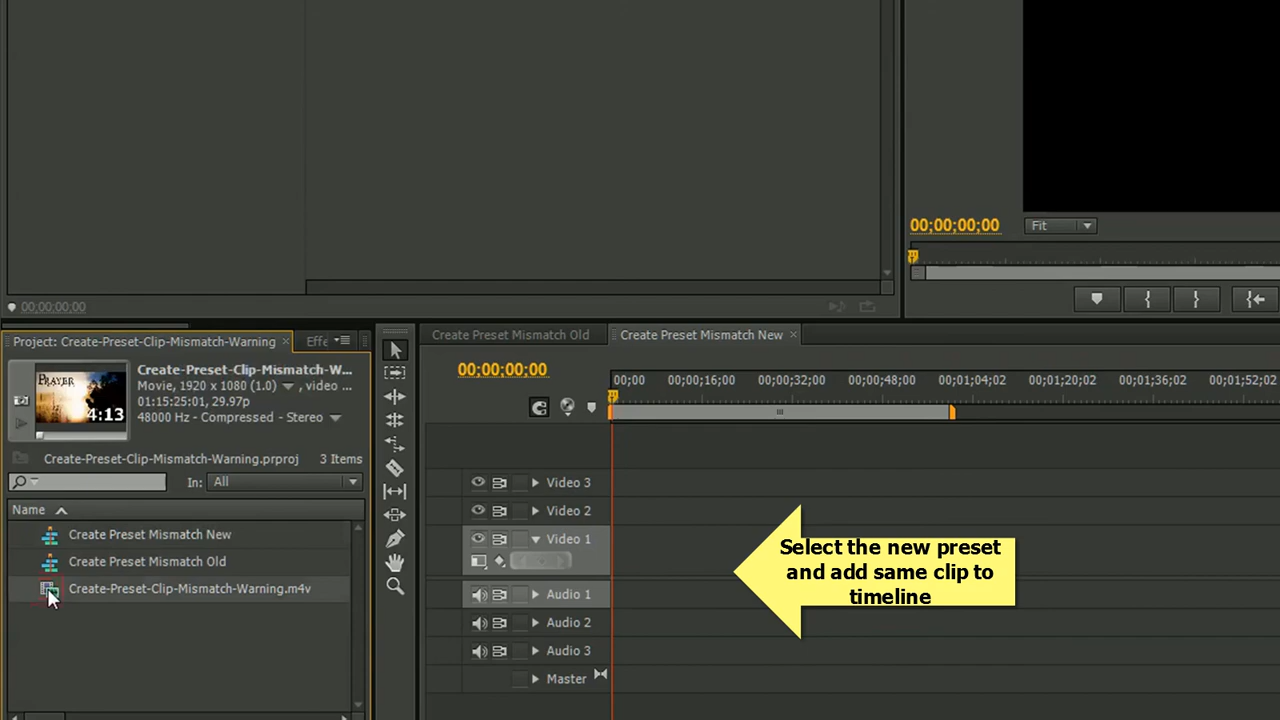 00;00;00;00
Fit
00;00;00;00
Project: Create-Preset-Clip-Mismatch-Warning
Effe
Create-Preset-Clip-Mismatch-W...
Movie, 1920 x 1080 (1.0) , video ...
01:15:25:01, 29.97p
48000 Hz - Compressed - Stereo
PRAYER
4:13
Create-Preset-Clip-Mismatch-Warning.prproj 3 Items
In: All
Name
Create Preset Mismatch New
Create Preset Mismatch Old
Create-Preset-Clip-Mismatch-Warning.m4v
Create Preset Mismatch Old
Create Preset Mismatch New
00;00;00;00
00;00 00;00;16;00 00;00;32;00 00;00;48;00 00;01;04;02 00;01;20;02 00;01;36;02 00;01;52;02
Video 3
Video 2
Video 1
Audio 1
Audio 2
Audio 3
Master
Select the new preset
and add same clip to
timeline